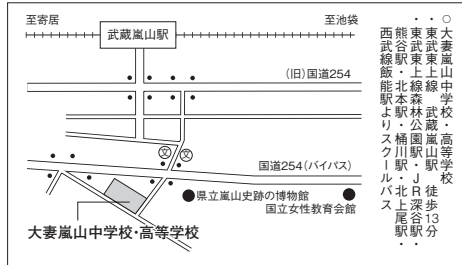 至寄居
至池袋
武蔵嵐山駅
(旧)国道254
文
文
国道254(バイパス)
県立嵐山史跡の博物館
国立女性教育会館
大妻嵐山中学校・高等学校
○大妻嵐山中学校・高等学校
・東武東上線武蔵嵐山駅徒歩13分
・東武東上線森林公園駅・JR深谷駅・
熊谷駅・北本駅・桶川駅・北上尾駅・
西武線飯能駅よりスクールバス